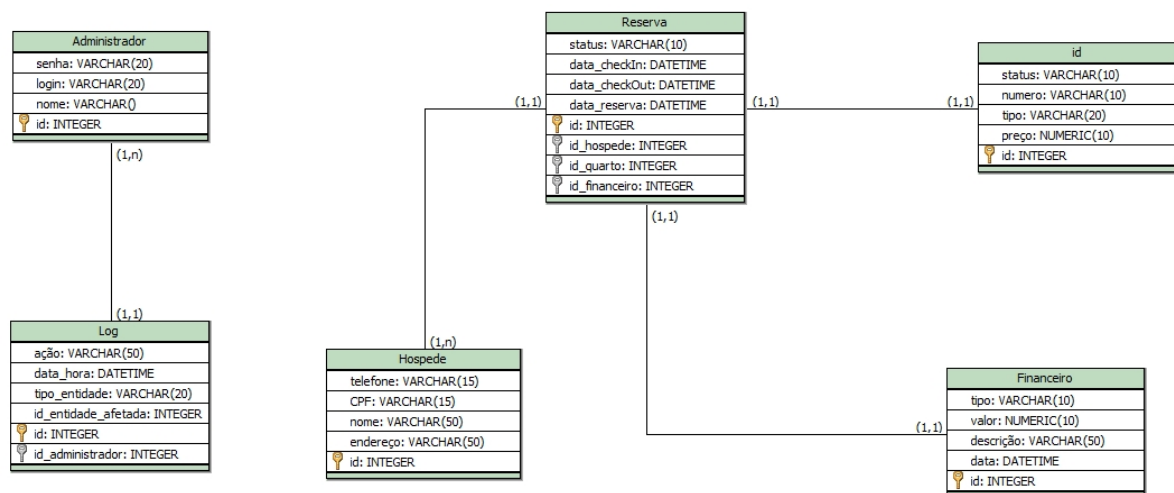 Administrador
senha: VARCHAR(20)
login: VARCHAR(20)
nome: VARCHAR()
id: INTEGER
(1,n)
(1,1)
Log
ação: VARCHAR(50)
data_hora: DATETIME
tipo_entidade: VARCHAR(20)
id_entidade_afetada: INTEGER
id: INTEGER
id_administrador: INTEGER
Reserva
status: VARCHAR(10)
data_checkIn: DATETIME
data_checkOut: DATETIME
data_reserva: DATETIME
id: INTEGER
id_hospede: INTEGER
id_quarto: INTEGER
id_financeiro: INTEGER
(1,1)
(1,1)
(1,1)
(1,1)
id
status: VARCHAR(10)
numero: VARCHAR(10)
tipo: VARCHAR(20)
preço: NUMERIC(10)
id: INTEGER
(1,n)
Hospede
telefone: VARCHAR(15)
CPF: VARCHAR(15)
nome: VARCHAR(50)
endereço: VARCHAR(50)
id: INTEGER
(1,1)
Financeiro
tipo: VARCHAR(10)
valor: NUMERIC(10)
descrição: VARCHAR(50)
data: DATETIME
id: INTEGER